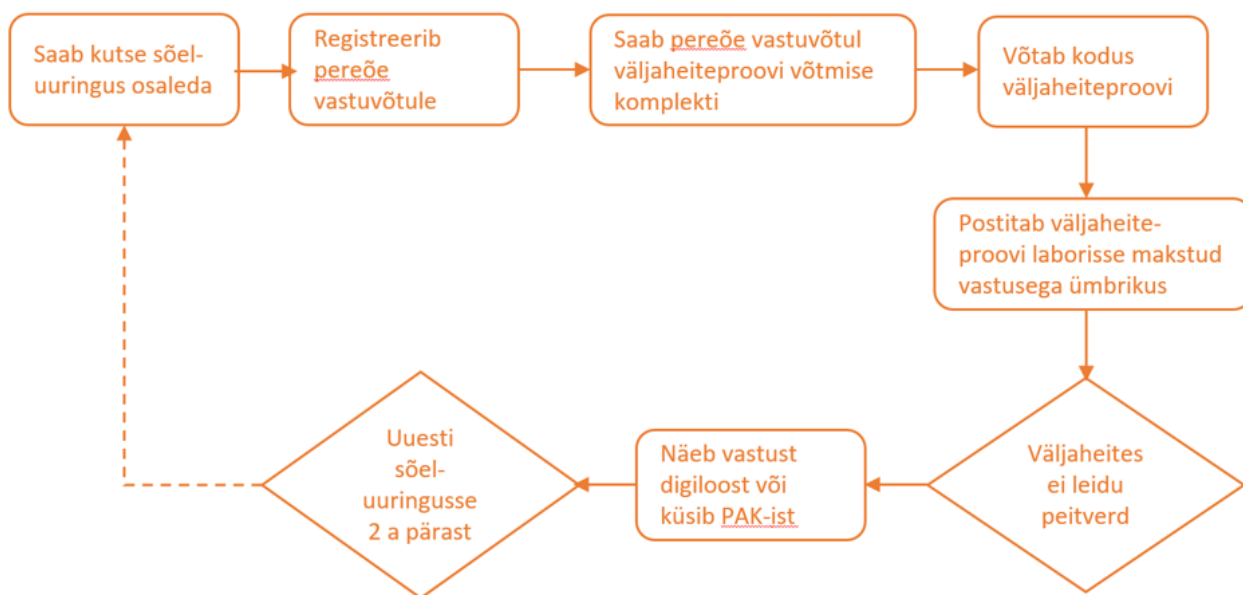 Saab kutse sõel-
uuringus osaleda
Registreerib
pereõe
vastuvõtule
Saab pereõe vastuvõtul
väljaheiteproovi võtmise
komplekti
Võtab kodus
väljaheiteproovi
Postitab väljaheite-
proovi laborisse makstud
vastusega ümbrikus
Väljaheites
ei leidu
peitverd
Näeb vastust
digiloost või
küsib PAK-ist
Uuesti
sõel-
uuringusse
2 a pärast